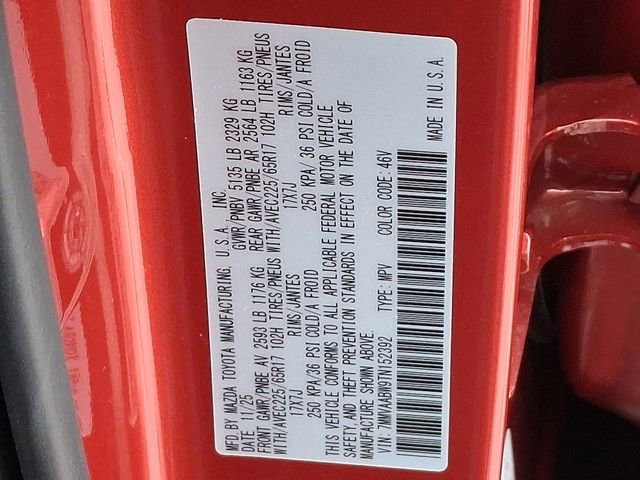 MFD.BY MAZDA TOYOTA MANUFACTURING, U.S.A., INC.
DATE 11/25 GVWR/PNBV 5135 LB 2329 KG
FRONT GAWR/PNBE AV 2593 LB 1176 KG REAR GAWR/PNBE AR 2564 LB 1163 KG
WITH/AVEC225/65R17 102H TIRES/PNEUS WITH/AVEC225/65R17 102H TIRES/PNEUS
17X7J RIMS/JANTES 17X7J RIMS/JANTES
250 KPA/36 PSI COLD/A FROID 250 KPA/36 PSI COLD/A FROID
THIS VEHICLE CONFORMS TO ALL APPLICABLE FEDERAL MOTOR VEHICLE
SAFETY, AND THEFT PREVENTION STANDARDS IN EFFECT ON THE DATE OF
MANUFACTURE SHOWN ABOVE.
VIN: 7MMVAABW9TN152392 TYPE: MPV COLOR CODE: 46V
MADE IN U.S.A.